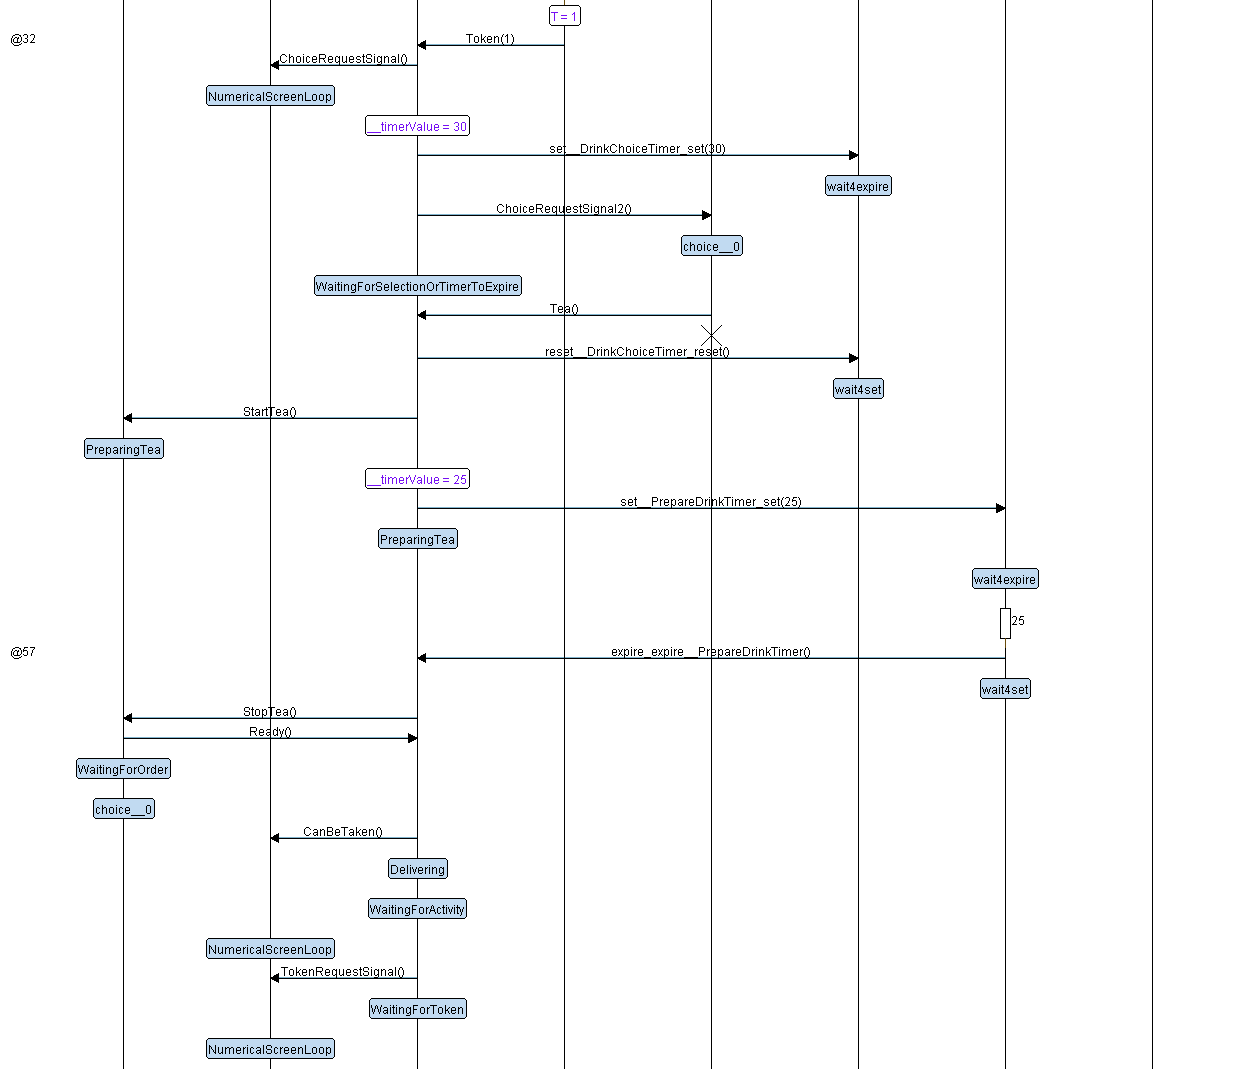 T = 1
@32
Token(1)
ChoiceRequestSignal()
NumericalScreenLoop
__timerValue = 30
set__DrinkChoiceTimer_set(30)
wait4expire
ChoiceRequestSignal2()
choice__0
WaitingForSelectionOrTimerToExpire
Tea()
reset__DrinkChoiceTimer_reset()
wait4set
StartTea()
PreparingTea
__timerValue = 25
set__PrepareDrinkTimer_set(25)
PreparingTea
wait4expire
25
@57
expire_expire__PrepareDrinkTimer()
wait4set
StopTea()
Ready()
WaitingForOrder
choice__0
CanBeTaken()
Delivering
WaitingForActivity
NumericalScreenLoop
TokenRequestSignal()
WaitingForToken
NumericalScreenLoop